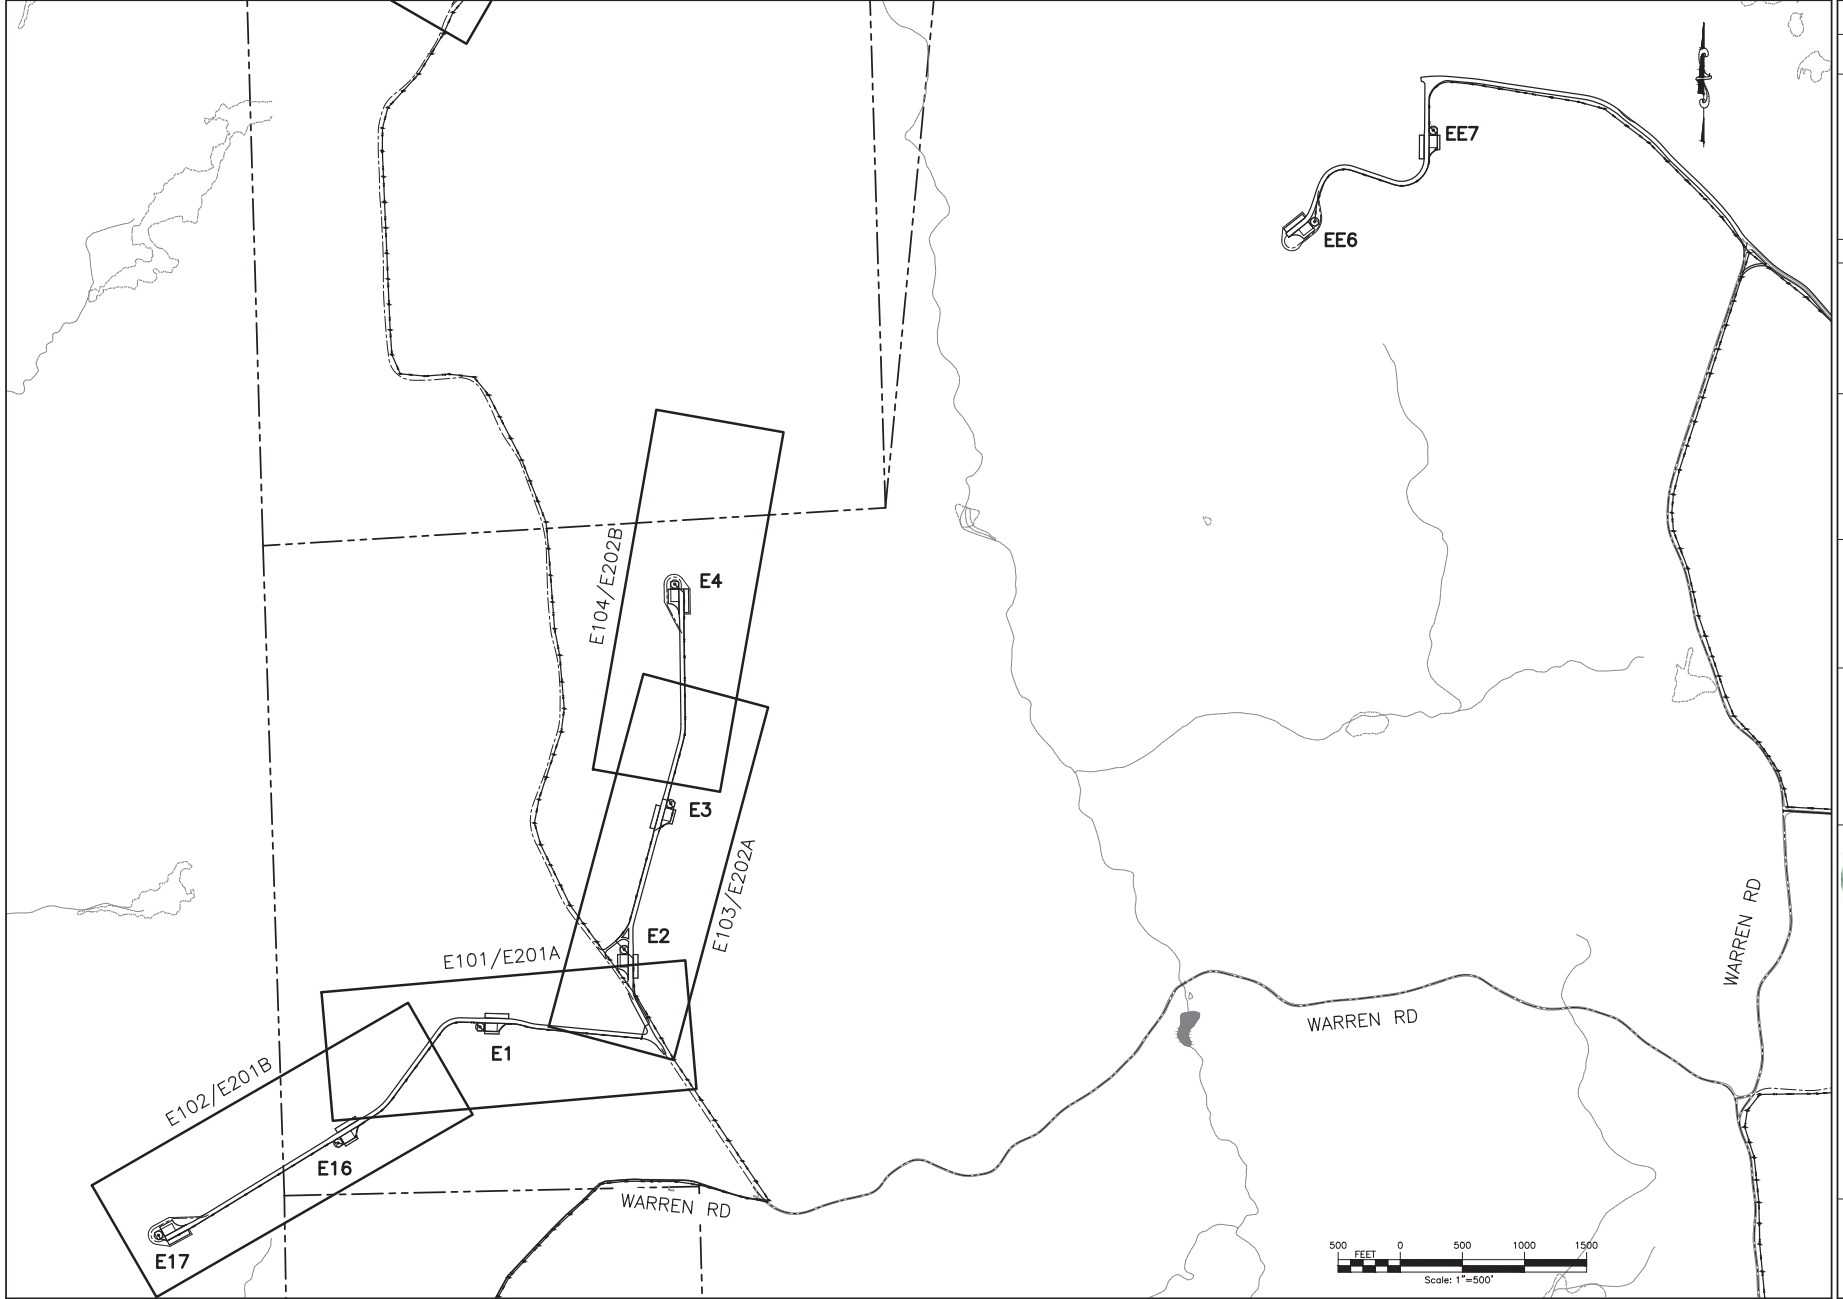 EE7
EE6
E104/E202B
E4
E3
E103/E202A
E2
E101/E201A
E1
E102/E201B
E16
E17
WARREN RD
WARREN RD
WARREN RD
500 0 500 1000 1500
FEET
Scale: 1"=500'